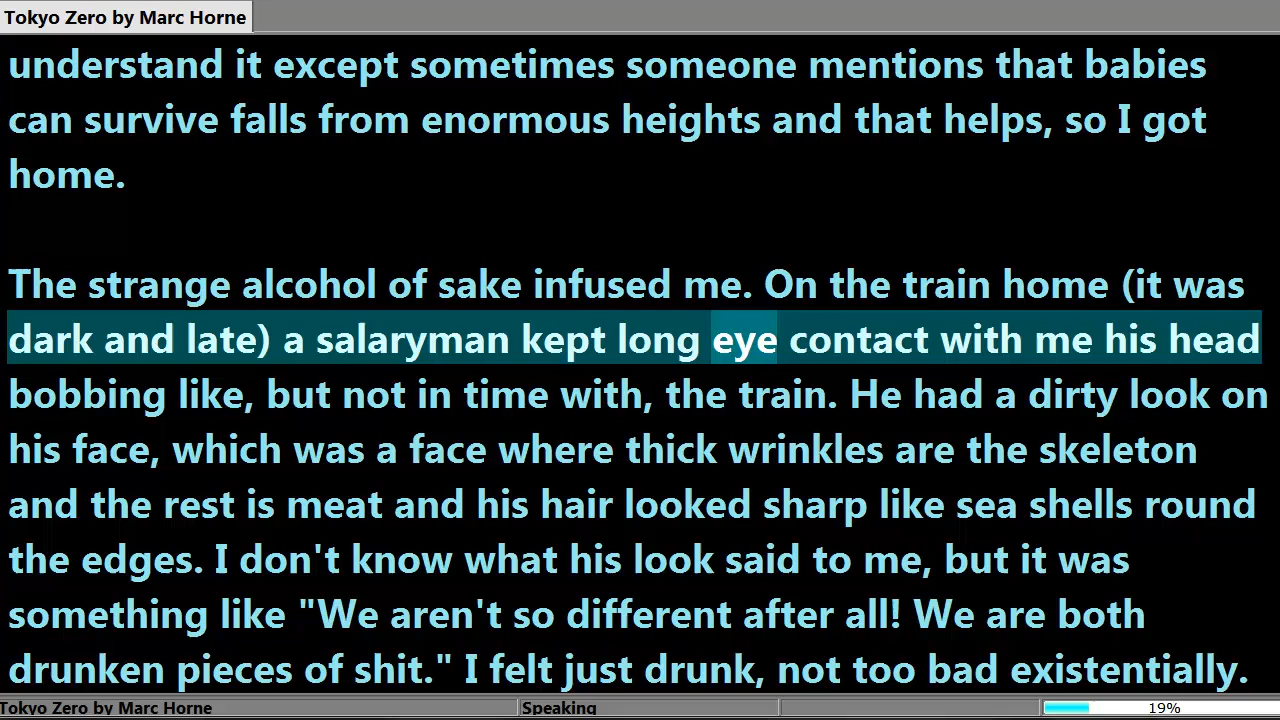 Tokyo Zero by Marc Horne
understand it except sometimes someone mentions that babies
can survive falls from enormous heights and that helps, so I got
home.
The strange alcohol of sake infused me. On the train home (it was
dark and late) a salaryman kept long eye contact with me his head
bobbing like, but not in time with, the train. He had a dirty look on
his face, which was a face where thick wrinkles are the skeleton
and the rest is meat and his hair looked sharp like sea shells round
the edges. I don't know what his look said to me, but it was
something like "We aren't so different after all! We are both
drunken pieces of shit." I felt just drunk, not too bad existentially.
Tokyo Zero by Marc Horne Speaking 19%